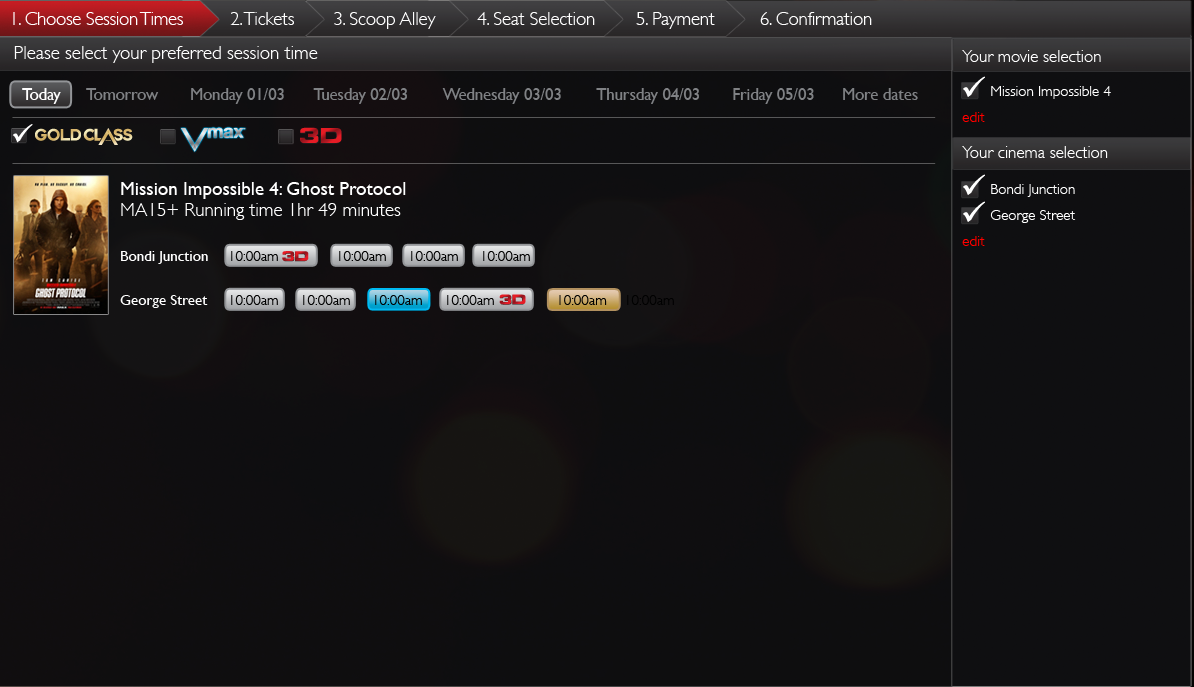 1. Choose Session Times 2. Tickets 3. Scoop Alley 4. Seat Selection 5. Payment 6. Confirmation
Please select your preferred session time
Today Tomorrow Monday 01/03 Tuesday 02/03 Wednesday 03/03 Thursday 04/03 Friday 05/03 More dates
GOLD CLASS Vmax 3D
Mission Impossible 4: Ghost Protocol
MA15+ Running time 1hr 49 minutes
Bondi Junction 10:00am 3D 10:00am 10:00am 10:00am
George Street 10:00am 10:00am 10:00am 10:00am 3D 10:00am 10:00am
GHOST PROTOCOL
Your movie selection
Mission Impossible 4
edit
Your cinema selection
Bondi Junction
George Street
edit